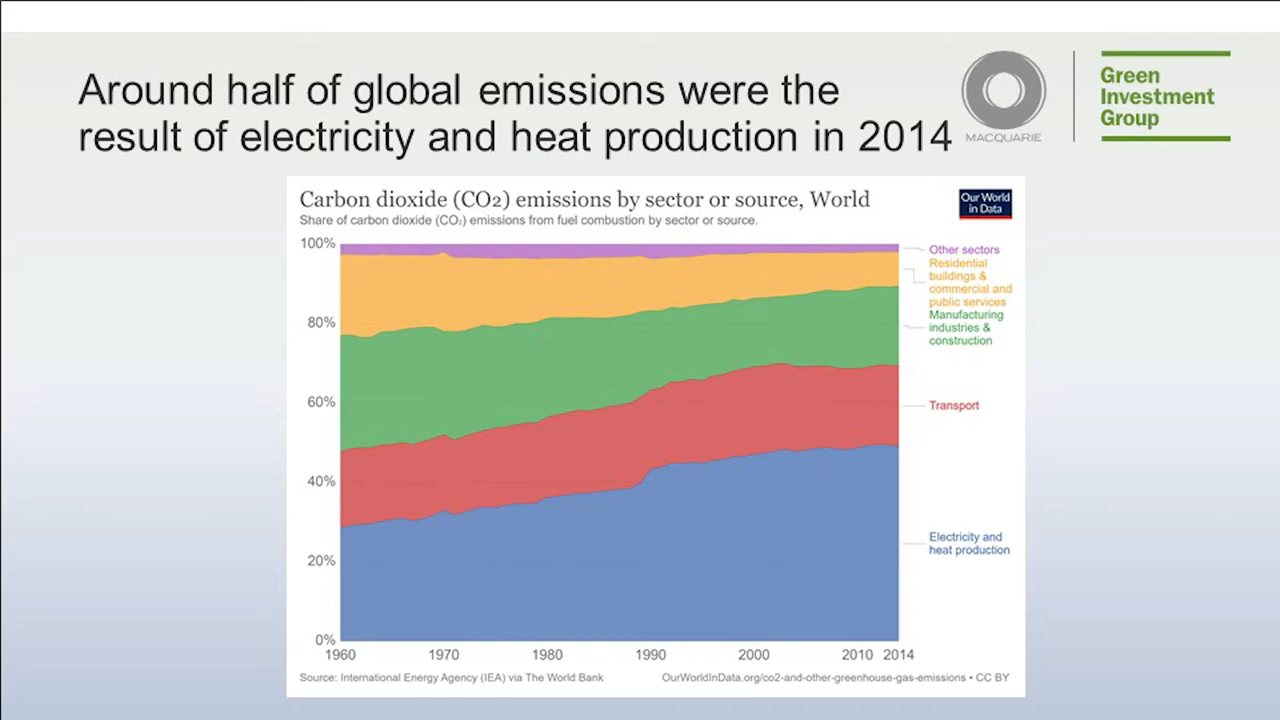 Around half of global emissions were the
result of electricity and heat production in 2014
MACQUARIE
Green
Investment
Group
Carbon dioxide (CO₂) emissions by sector or source, World
Share of carbon dioxide (CO₂) emissions from fuel combustion by sector or source.
Our World
in Data
100%
80%
60%
40%
20%
0%
1960 1970 1980 1990 2000 2010 2014
Other sectors
Residential
buildings &
commercial and
public services
Manufacturing
industries &
construction
Transport
Electricity and
heat production
Source: International Energy Agency (IEA) via The World Bank
OurWorldInData.org/co2-and-other-greenhouse-gas-emissions • CC BY